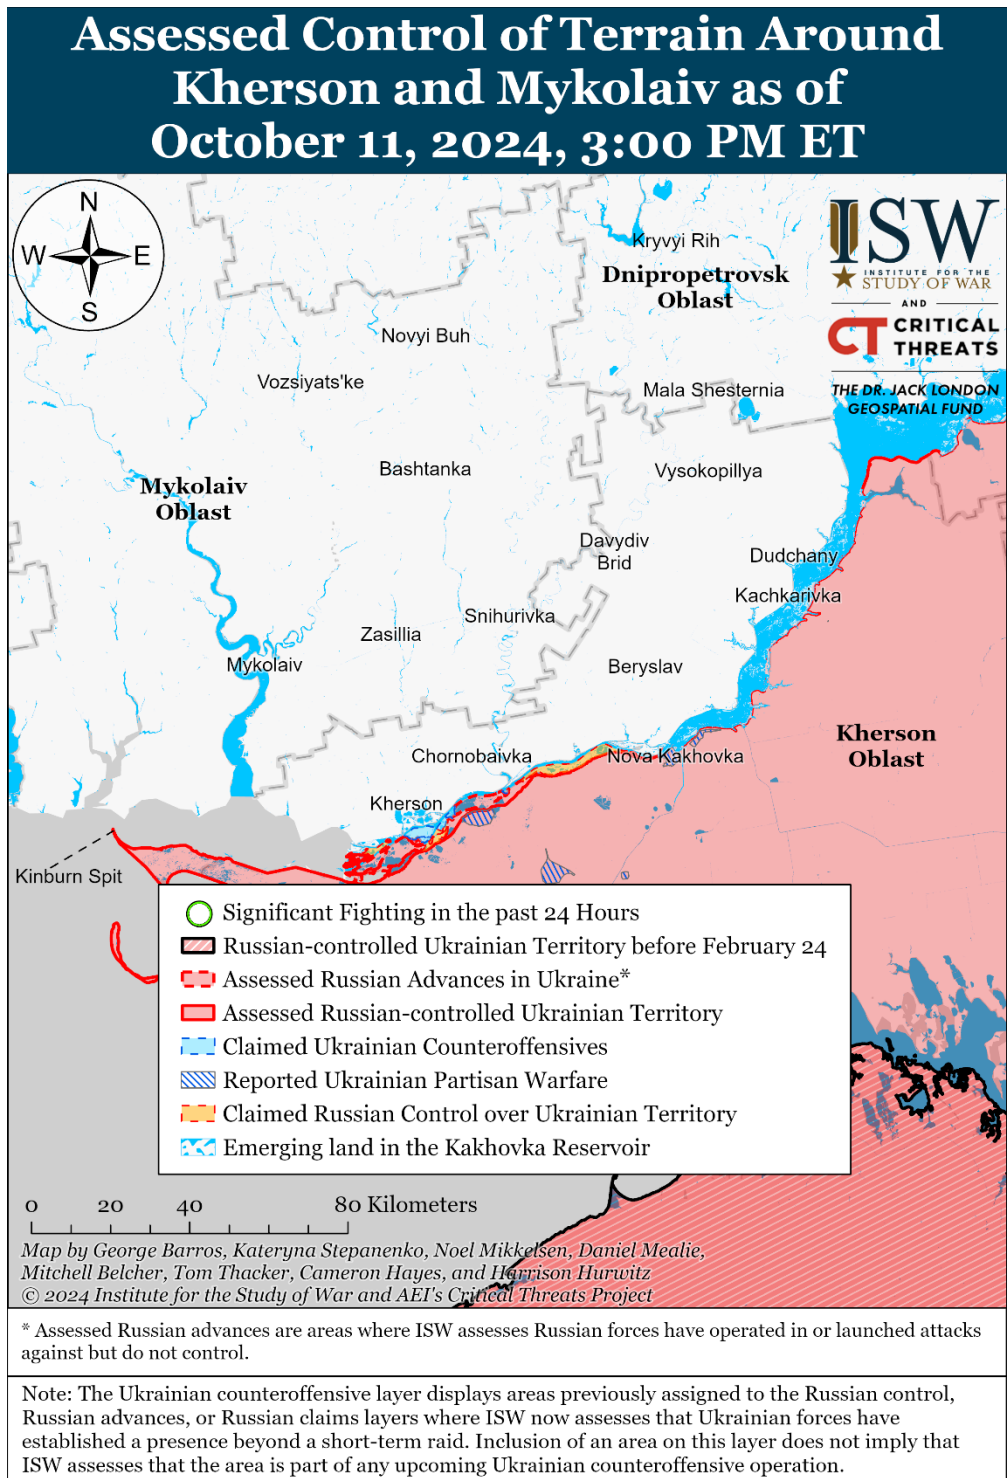 Assessed Control of Terrain Around
Kherson and Mykolaiv as of
October 11, 2024, 3:00 PM ET
N
W
E
S
ISW
INSTITUTE FOR THE
STUDY OF WAR
AND
CT CRITICAL
THREATS
THE DR. JACK LONDON
GEOSPATIAL FUND
Kryvyi Rih
Dnipropetrovsk
Oblast
Novyi Buh
Vozsiyats'ke
Mala Shesternia
Bashtanka
Vysokopillya
Mykolaiv
Oblast
Davydiv
Brid
Dudchany
Kachkarivka
Snihurivka
Zasillia
Mykolaiv
Beryslav
Kherson
Oblast
Chornobaivka
Nova Kakhovka
Kherson
Kinburn Spit
Significant Fighting in the past 24 Hours
Russian-controlled Ukrainian Territory before February 24
Assessed Russian Advances in Ukraine*
Assessed Russian-controlled Ukrainian Territory
Claimed Ukrainian Counteroffensives
Reported Ukrainian Partisan Warfare
Claimed Russian Control over Ukrainian Territory
Emerging land in the Kakhovka Reservoir
0 20 40 80 Kilometers
Map by George Barros, Kateryna Stepanenko, Noel Mikkelsen, Daniel Mealie,
Mitchell Belcher, Tom Thacker, Cameron Hayes, and Harrison Hurwitz
© 2024 Institute for the Study of War and AEI's Critical Threats Project
* Assessed Russian advances are areas where ISW assesses Russian forces have operated in or launched attacks
against but do not control.
Note: The Ukrainian counteroffensive layer displays areas previously assigned to the Russian control,
Russian advances, or Russian claims layers where ISW now assesses that Ukrainian forces have
established a presence beyond a short-term raid. Inclusion of an area on this layer does not imply that
ISW assesses that the area is part of any upcoming Ukrainian counteroffensive operation.